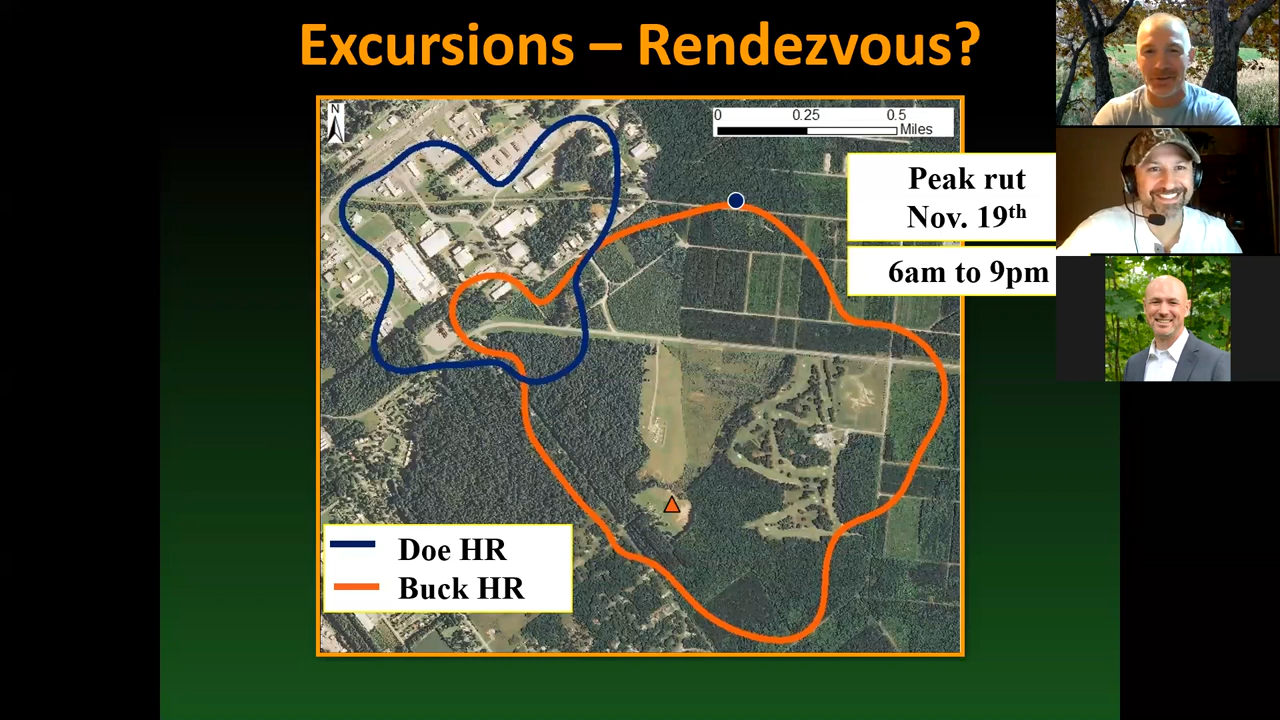 Excursions – Rendezvous?
N
0 0.25 0.5
Miles
Peak rut
Nov. 19th
6am to 9pm
Doe HR
Buck HR